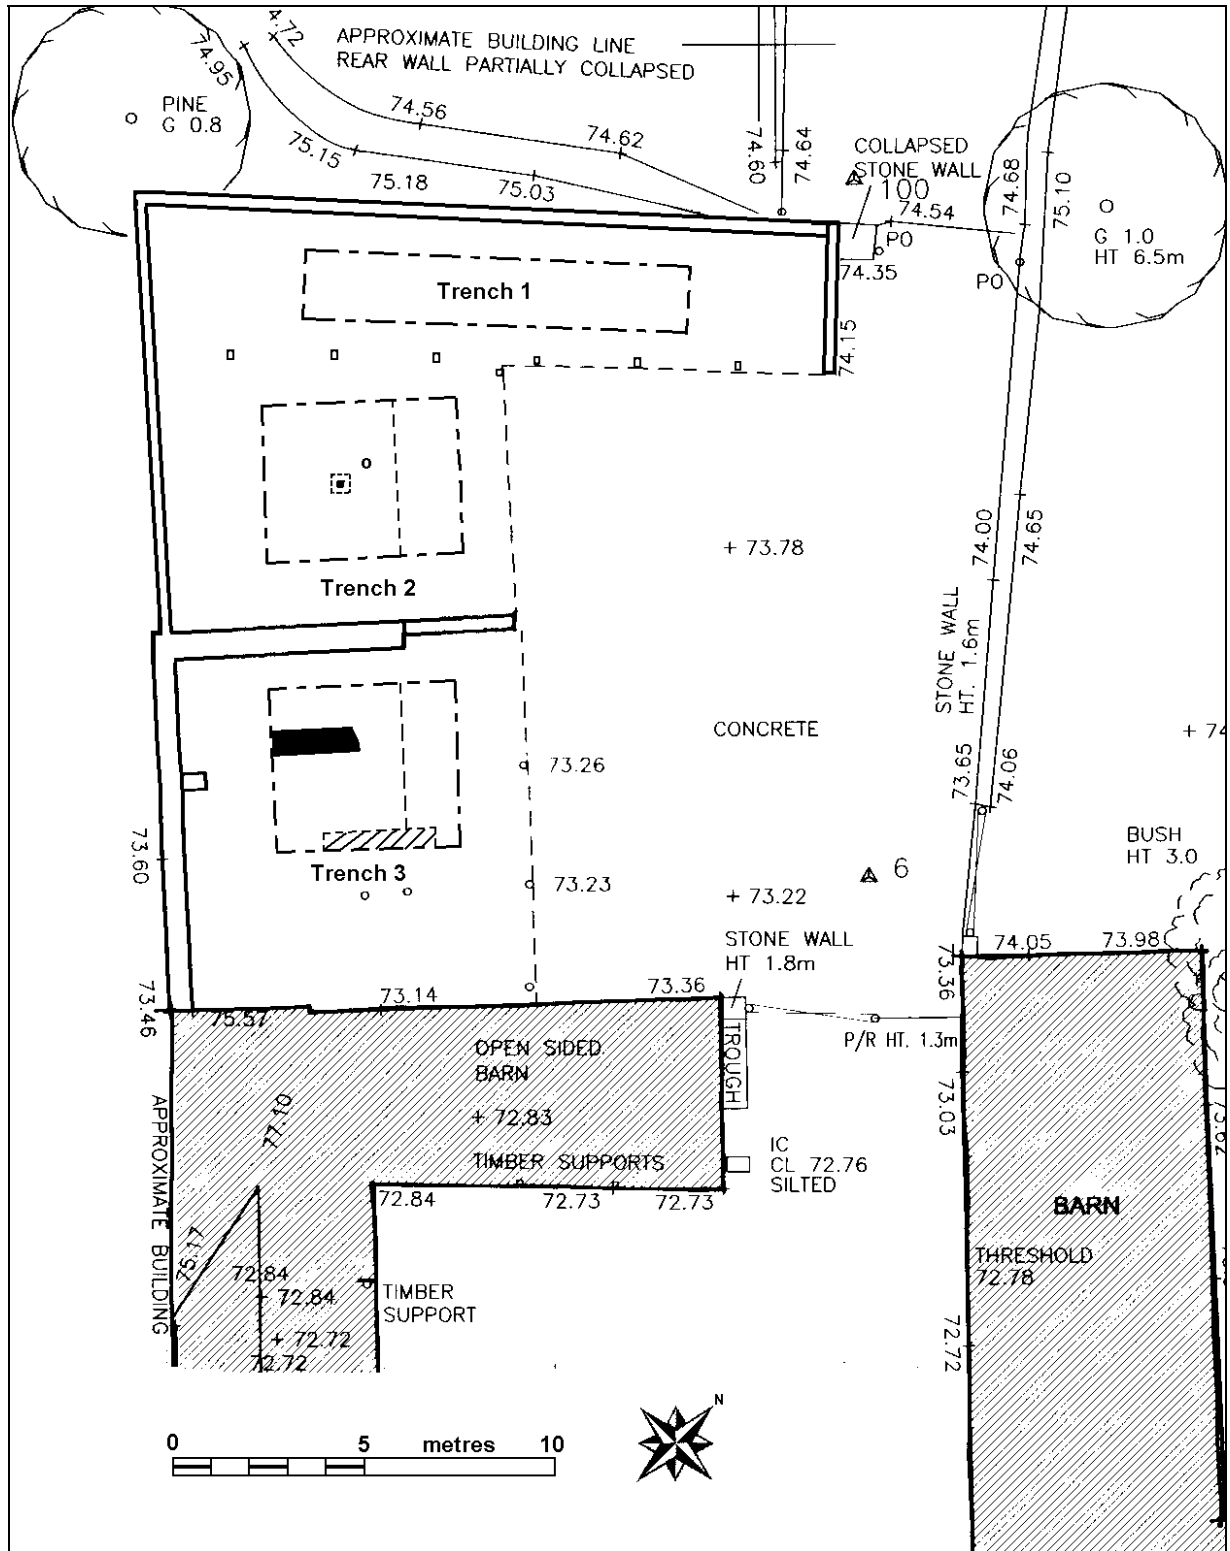 4.72
74.95
APPROXIMATE BUILDING LINE
REAR WALL PARTIALLY COLLAPSED
PINE
G 0.8
74.56
74.62
75.15
75.18
75.03
74.60
74.64
COLLAPSED
STONE WALL
100
74.54
74.68
75.10
PO
74.35
G 1.0
HT 6.5m
PO
Trench 1
74.15
Trench 2
+ 73.78
74.00
74.65
STONE WALL
HT. 1.6m
CONCRETE
+ 74
73.26
73.65
74.06
73.60
Trench 3
73.23
6
+ 73.22
BUSH
HT 3.0
STONE WALL
HT 1.8m
74.05
73.98
73.36
73.46
75.57
73.14
73.36
P/R HT. 1.3m
OPEN SIDED
BARN
TROUGH
73.03
+ 72.83
77.10
APPROXIMATE BUILDING
TIMBER SUPPORTS
IC
CL 72.76
SILTED
72.84
72.73
72.73
BARN
75.17
72.84
+ 72.84
TIMBER
SUPPORT
THRESHOLD
72.78
+ 72.72
72.72
72.72
N
0 5 metres 10